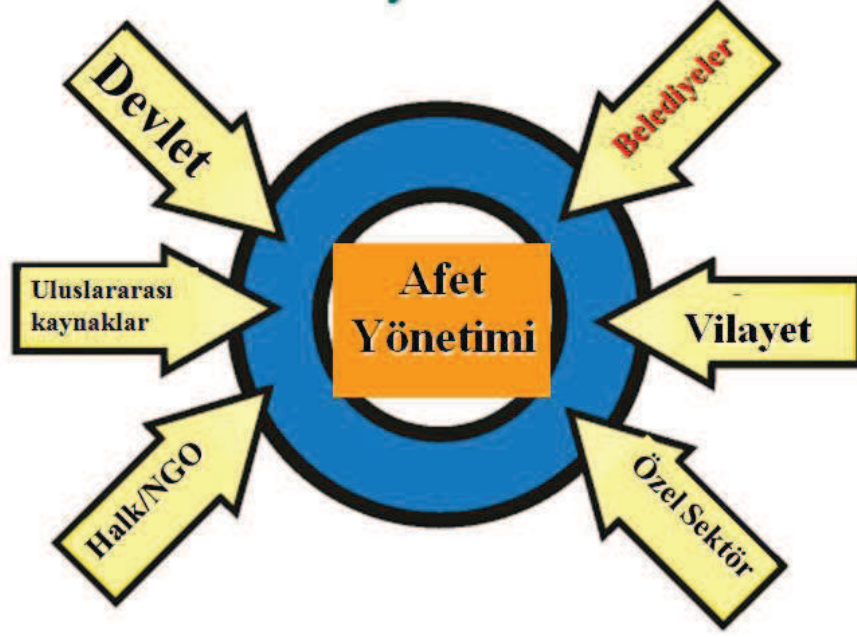 Devlet
Belediyeler
Uluslararası
kaynaklar
Afet
Yönetimi
Vilayet
Halk/NGO
Özel Sektör